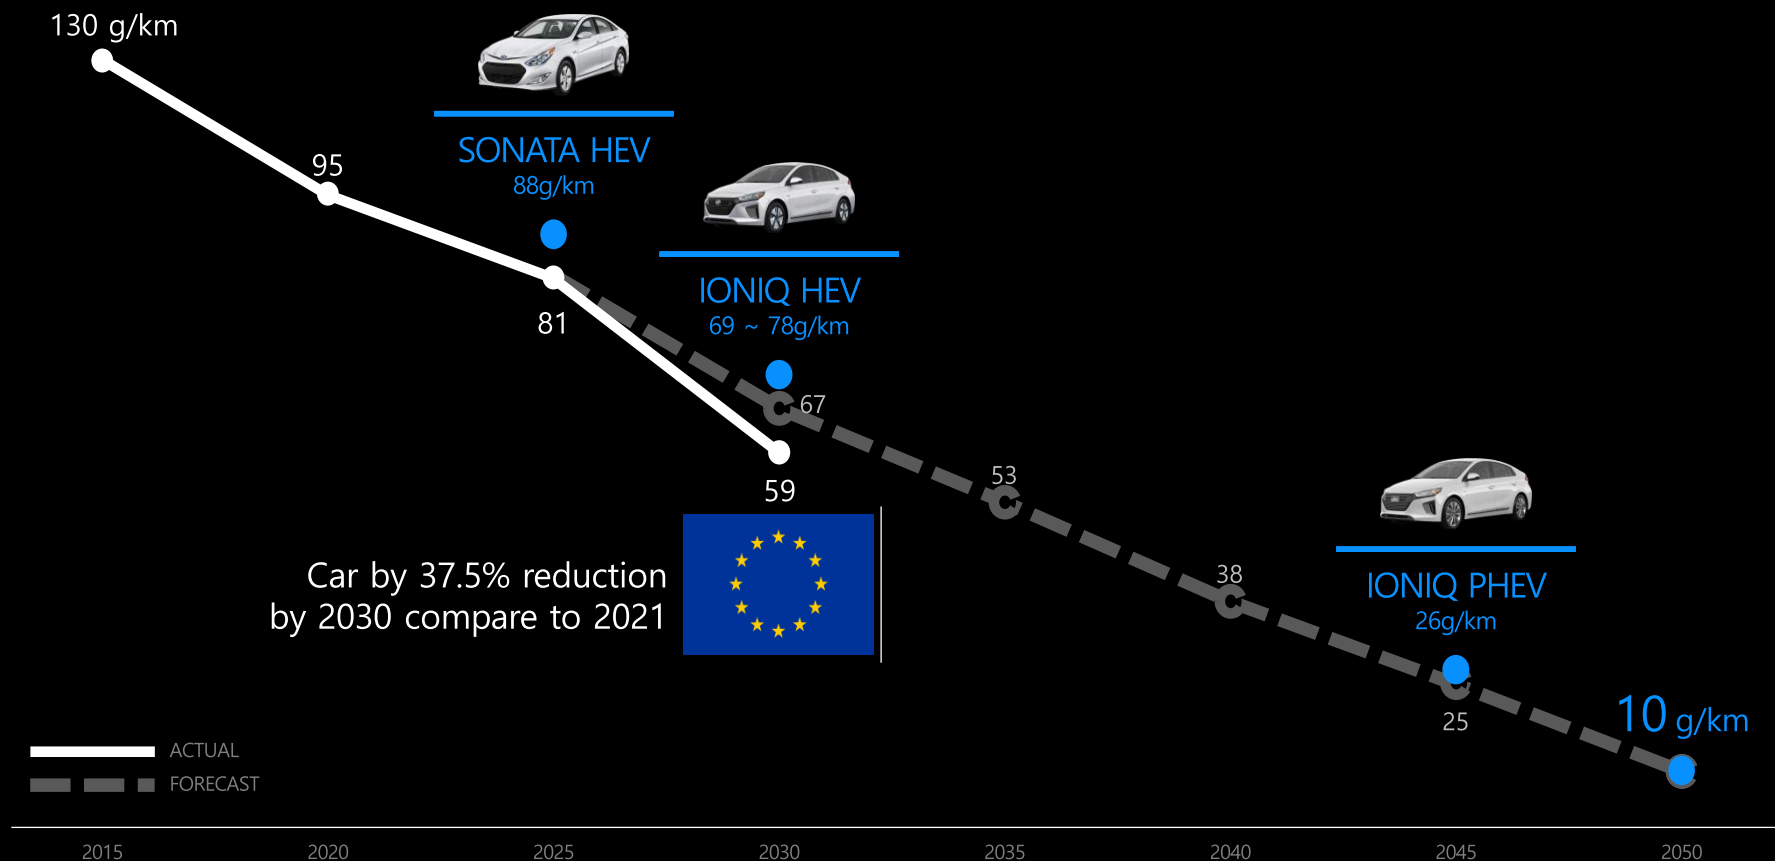 130 g/km
95
SONATA HEV
88g/km
81
IONIQ HEV
69 ~ 78g/km
67
59
Car by 37.5% reduction
by 2030 compare to 2021
53
38
IONIQ PHEV
26g/km
25
10 g/km
ACTUAL
FORECAST
2015 2020 2025 2030 2035 2040 2045 2050